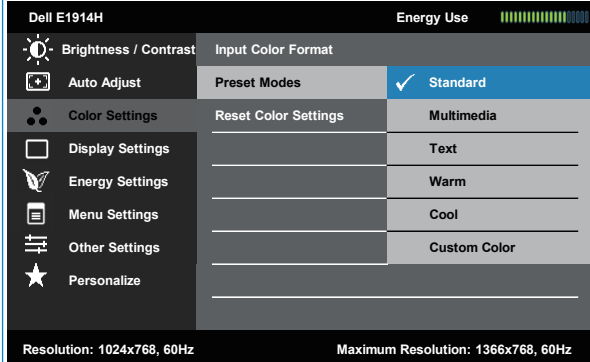 Dell E1914H Energy Use
Brightness / Contrast Input Color Format
Auto Adjust Preset Modes Standard
Color Settings Reset Color Settings Multimedia
Display Settings Text
Energy Settings Warm
Menu Settings Cool
Other Settings Custom Color
Personalize
Resolution: 1024x768, 60Hz Maximum Resolution: 1366x768, 60Hz